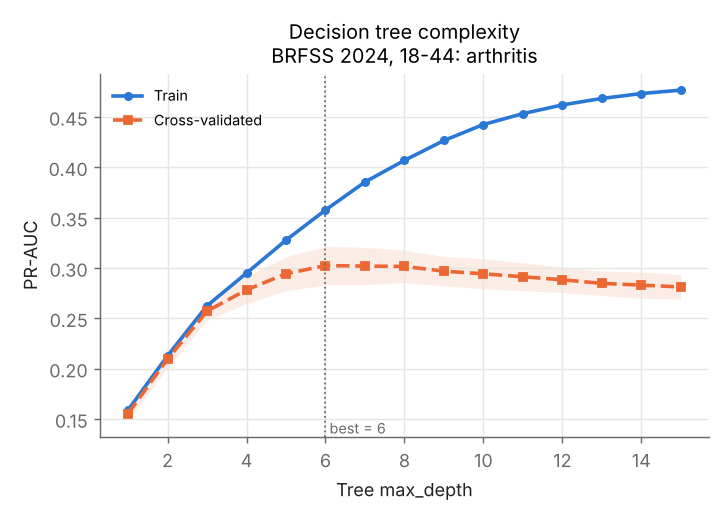 Decision tree complexity
BRFSS 2024, 18-44: arthritis
Train
Cross-validated
0.45
0.40
0.35
0.30
0.25
0.20
0.15
PR-AUC
best = 6
2 4 6 8 10 12 14
Tree max_depth